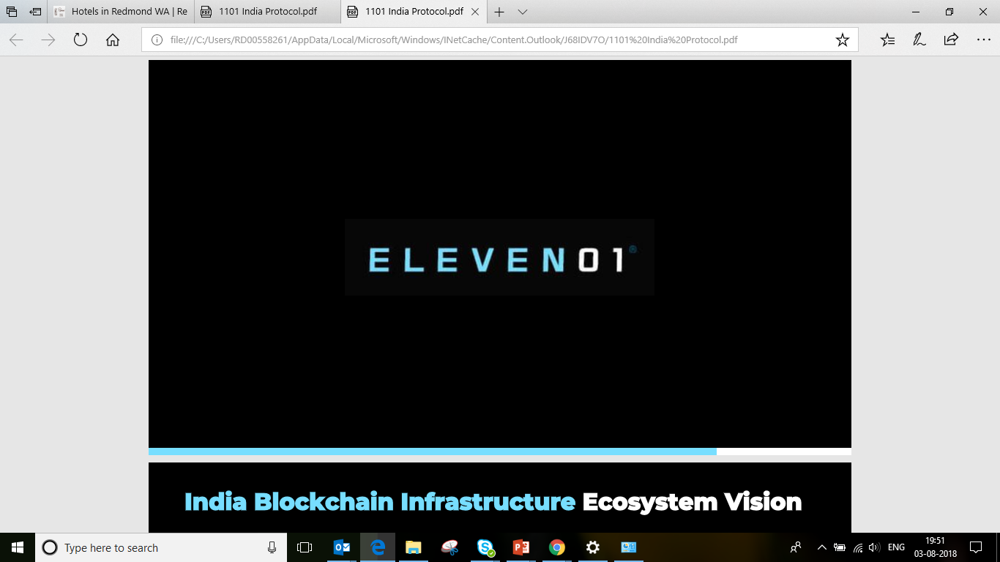 Hotels in Redmond WA | Re
1101 India Protocol.pdf
1101 India Protocol.pdf
file:///C:/Users/RD00558261/AppData/Local/Microsoft/Windows/INetCache/Content.Outlook/J68IDV7O/1101%20India%20Protocol.pdf
ELEVEN01®
India Blockchain Infrastructure Ecosystem Vision
Type here to search
ENG
19:51
03-08-2018